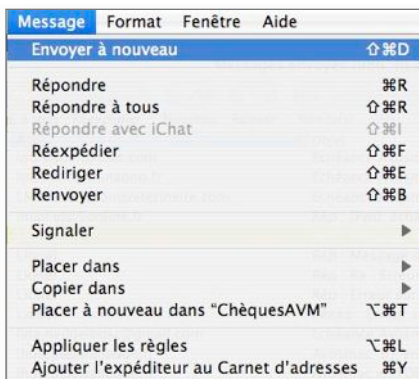 Message Format Fenêtre Aide
Envoyer à nouveau ⇧⌘D
Répondre ⌘R
Répondre à tous ⇧⌘R
Répondre avec iChat ⇧⌘I
Réexpédier ⇧⌘F
Rediriger ⇧⌘E
Renvoyer ⇧⌘B
Signaler ▶
Placer dans ▶
Copier dans ▶
Placer à nouveau dans “ChèquesAVM” ⌥⌘T
Appliquer les règles ⌥⌘L
Ajouter l'expéditeur au Carnet d'adresses ⌘Y